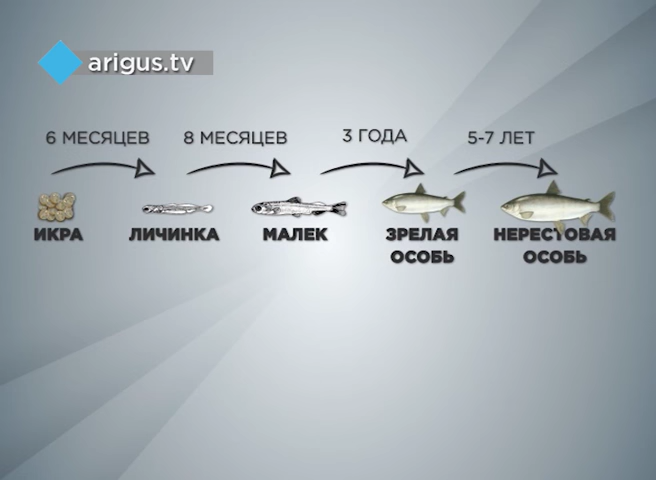 arigus.tv
6 МЕСЯЦЕВ
8 МЕСЯЦЕВ
3 ГОДА
5-7 ЛЕТ
ИКРА
ЛИЧИНКА
МАЛЕК
ЗРЕЛАЯ
ОСОБЬ
НЕРЕСТОВАЯ
ОСОБЬ